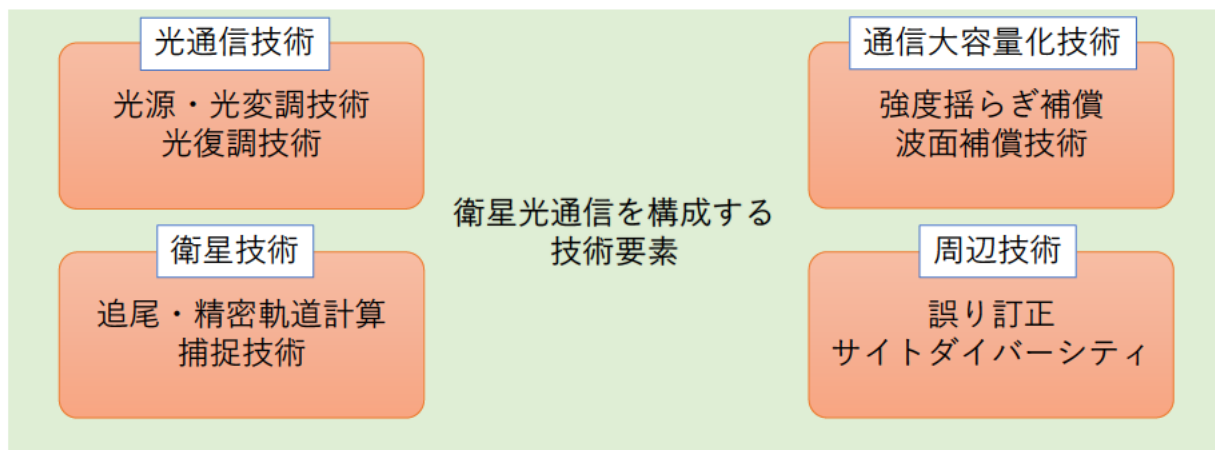 光通信技術
光源・光変調技術
光復調技術
通信大容量化技術
強度揺らぎ補償
波面補償技術
衛星光通信を構成する
技術要素
衛星技術
追尾・精密軌道計算
捕捉技術
周辺技術
誤り訂正
サイトダイバーシティ